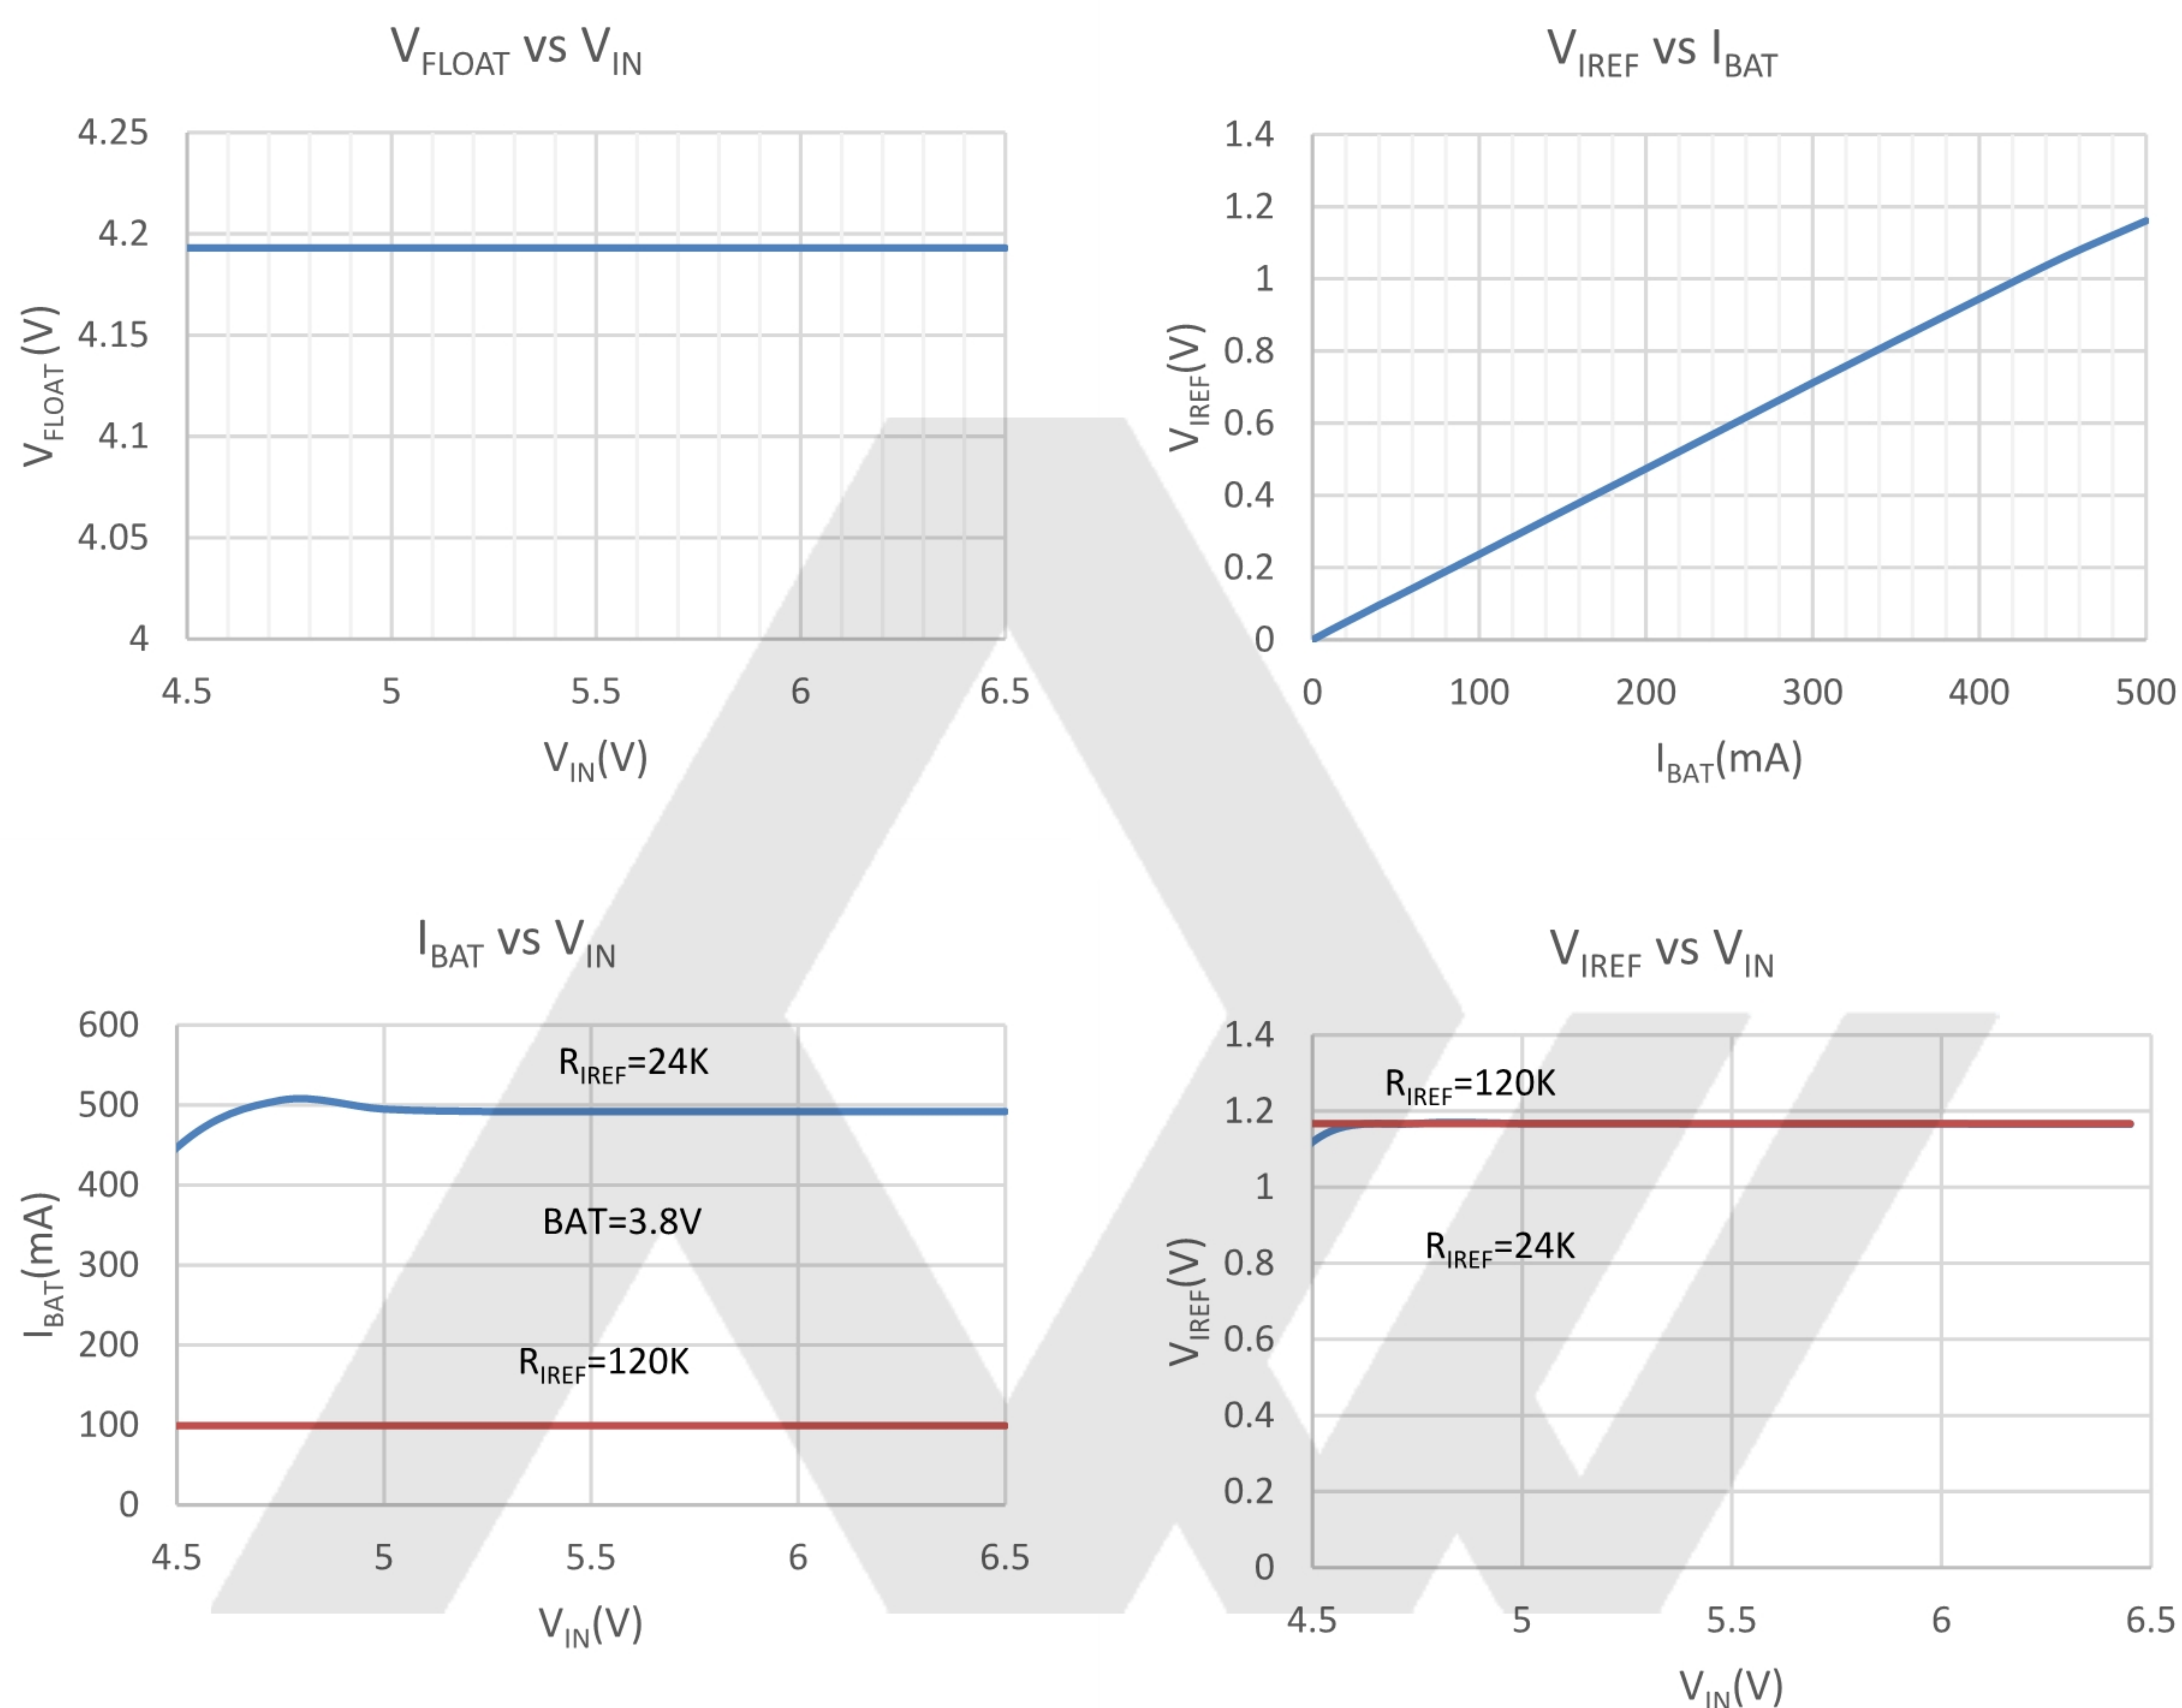 VFLOAT vs VIN
4.25
4.2
4.15
4.1
4.05
4
VFLOAT (V)
4.5 5 5.5 6 6.5
VIN(V)
VIREF vs IBAT
1.4
1.2
1
0.8
0.6
0.4
0.2
0
VIREF(V)
0 100 200 300 400 500
IBAT(mA)
IBAT vs VIN
600
500
400
300
200
100
0
IBAT(mA)
RIREF=24K
BAT=3.8V
RIREF=120K
4.5 5 5.5 6 6.5
VIN(V)
VIREF vs VIN
1.4
1.2
1
0.8
0.6
0.4
0.2
0
VIREF(V)
RIREF=120K
RIREF=24K
4.5 5 5.5 6 6.5
VIN(V)